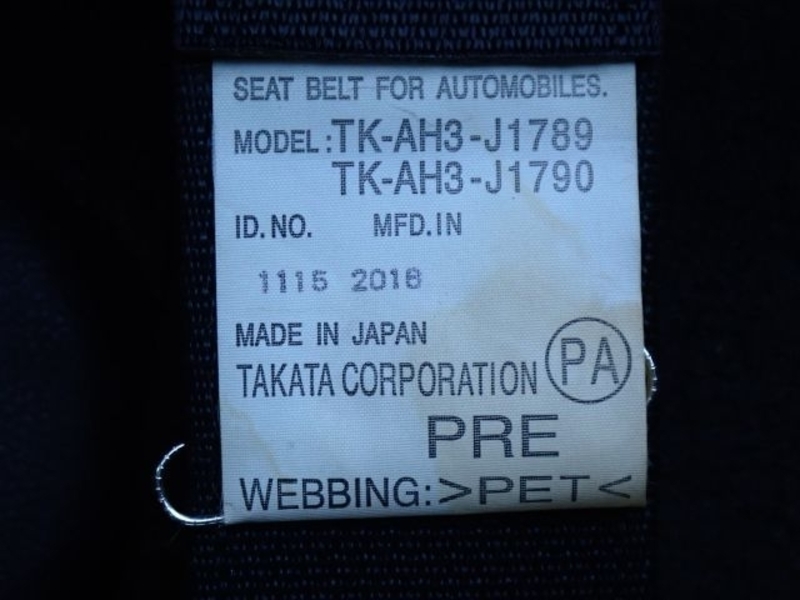 SEAT BELT FOR AUTOMOBILES.
MODEL:TK-AH3-J1789
TK-AH3-J1790
ID.NO. MFD.IN
1115 2018
MADE IN JAPAN
TAKATA CORPORATION PA
PRE
WEBBING:>PET<